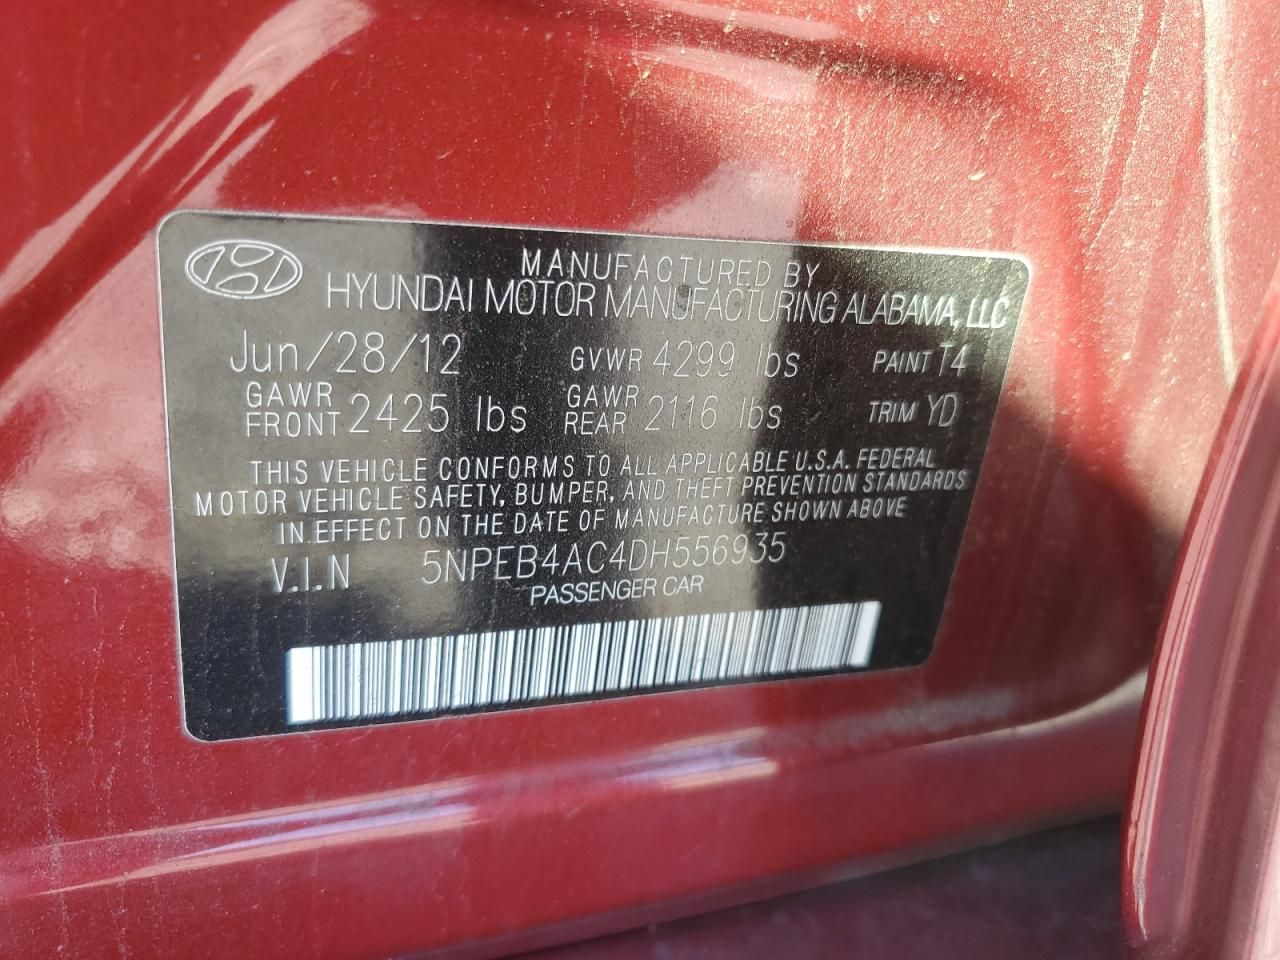 MANUFACTURED BY
HYUNDAI MOTOR MANUFACTURING ALABAMA, LLC
Jun/28/12 GVWR 4299 lbs PAINT T4
GAWR FRONT 2425 lbs GAWR REAR 2116 lbs TRIM YD
THIS VEHICLE CONFORMS TO ALL APPLICABLE U.S.A. FEDERAL
MOTOR VEHICLE SAFETY, BUMPER, AND THEFT PREVENTION STANDARDS
IN EFFECT ON THE DATE OF MANUFACTURE SHOWN ABOVE
V.I.N 5NPEB4AC4DH556935
PASSENGER CAR